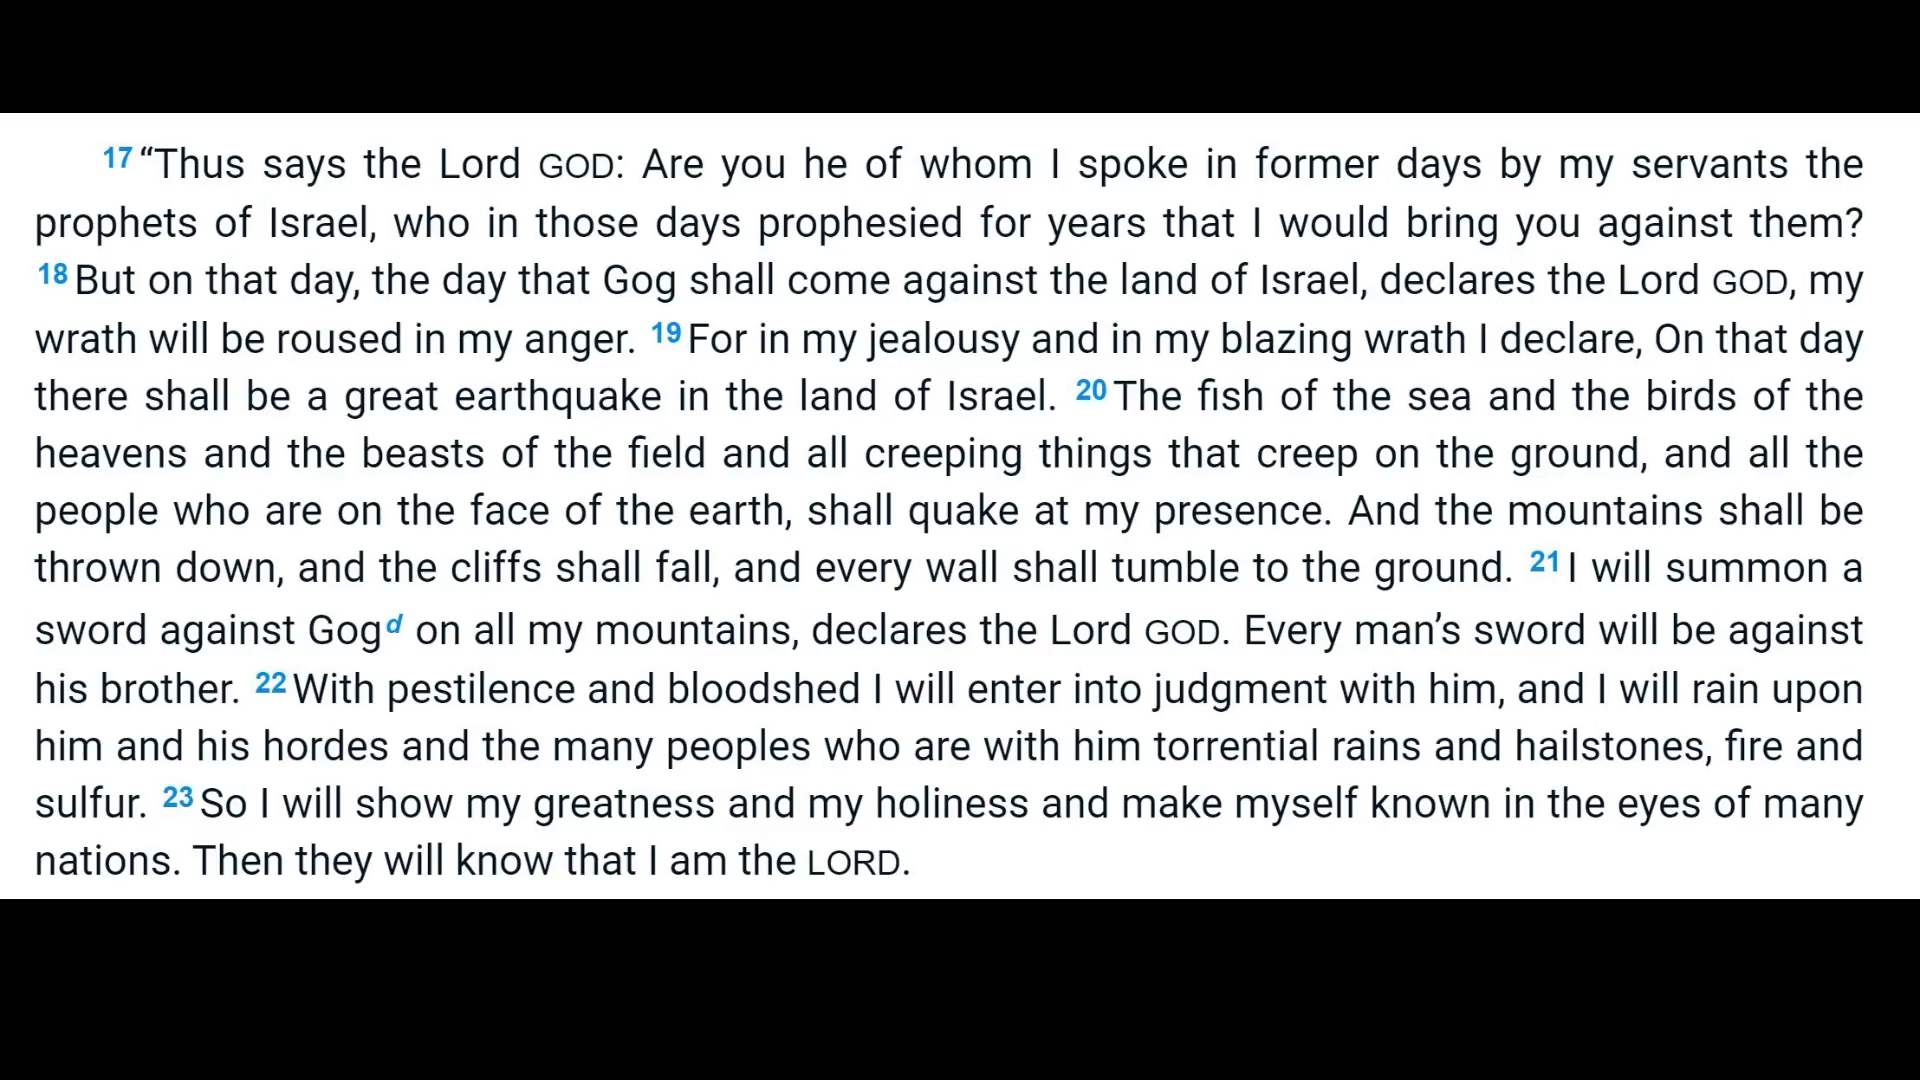 17 “Thus says the Lord GOD: Are you he of whom I spoke in former days by my servants the
prophets of Israel, who in those days prophesied for years that I would bring you against them?
18 But on that day, the day that Gog shall come against the land of Israel, declares the Lord GOD, my
wrath will be roused in my anger. 19 For in my jealousy and in my blazing wrath I declare, On that day
there shall be a great earthquake in the land of Israel. 20 The fish of the sea and the birds of the
heavens and the beasts of the field and all creeping things that creep on the ground, and all the
people who are on the face of the earth, shall quake at my presence. And the mountains shall be
thrown down, and the cliffs shall fall, and every wall shall tumble to the ground. 21 I will summon a
sword against Gog d on all my mountains, declares the Lord GOD. Every man’s sword will be against
his brother. 22 With pestilence and bloodshed I will enter into judgment with him, and I will rain upon
him and his hordes and the many peoples who are with him torrential rains and hailstones, fire and
sulfur. 23 So I will show my greatness and my holiness and make myself known in the eyes of many
nations. Then they will know that I am the LORD.